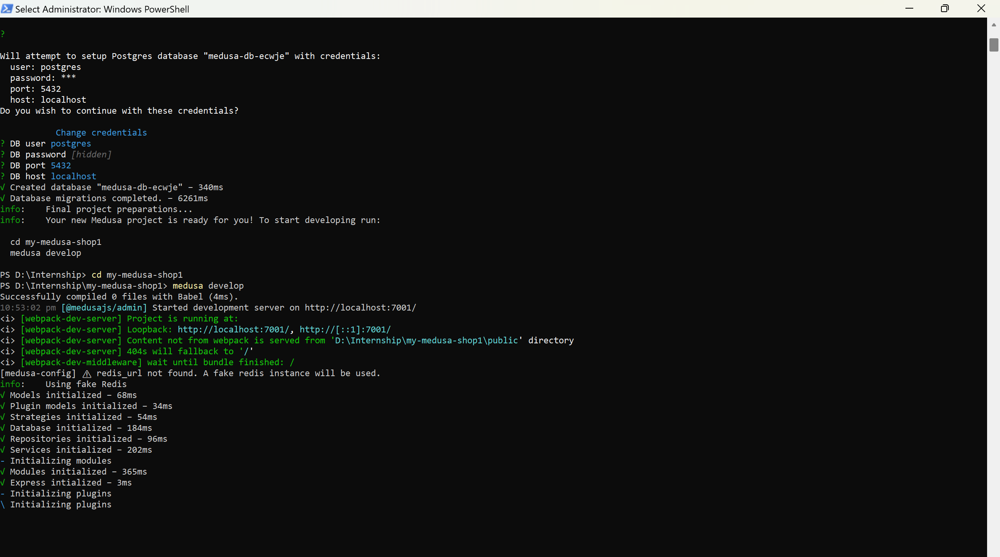 Select Administrator: Windows PowerShell
?
Will attempt to setup Postgres database "medusa-db-ecwje" with credentials:
  user: postgres
  password: ***
  port: 5432
  host: localhost
Do you wish to continue with these credentials?
Change credentials
? DB user postgres
? DB password [hidden]
? DB port 5432
? DB host localhost
√ Created database "medusa-db-ecwje" – 340ms
√ Database migrations completed. – 6261ms
info:    Final project preparations...
info:    Your new Medusa project is ready for you! To start developing run:
  cd my-medusa-shop1
  medusa develop
PS D:\Internship> cd my-medusa-shop1
PS D:\Internship\my-medusa-shop1> medusa develop
Successfully compiled 0 files with Babel (4ms).
10:53:02 pm [@medusajs/admin] Started development server on http://localhost:7001/
<i> [webpack-dev-server] Project is running at:
<i> [webpack-dev-server] Loopback: http://localhost:7001/, http://[::1]:7001/
<i> [webpack-dev-server] Content not from webpack is served from 'D:\Internship\my-medusa-shop1\public' directory
<i> [webpack-dev-server] 404s will fallback to '/'
<i> [webpack-dev-middleware] wait until bundle finished: /
[medusa-config] ⚠ redis_url not found. A fake redis instance will be used.
info:    Using fake Redis
√ Models initialized – 68ms
√ Plugin models initialized – 34ms
√ Strategies initialized – 54ms
√ Database initialized – 184ms
√ Repositories initialized – 96ms
√ Services initialized – 202ms
- Initializing modules
√ Modules initialized – 365ms
√ Express intialized – 3ms
- Initializing plugins
\ Initializing plugins